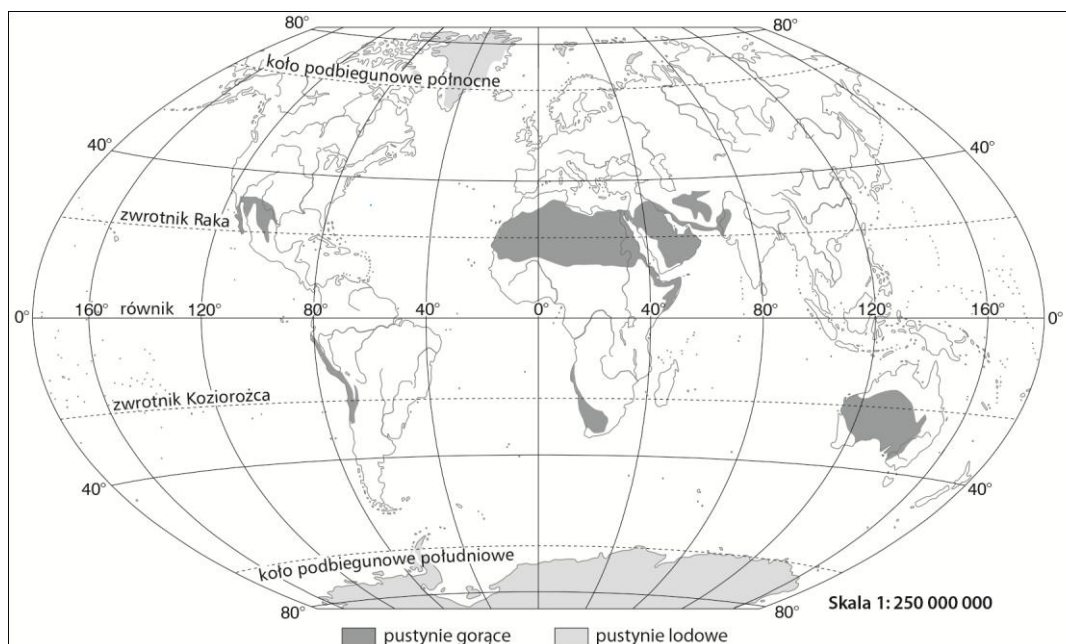 80° 80°
koło podbiegunowe północne
40° 40°
zwrotnik Raka
160° równik 120° 80° 40° 0° 40° 80° 120° 160°
0° 0°
zwrotnik Koziorożca
40° 40°
koło podbiegunowe południowe
80° 80°
Skala 1: 250 000 000
pustynie gorące pustynie lodowe